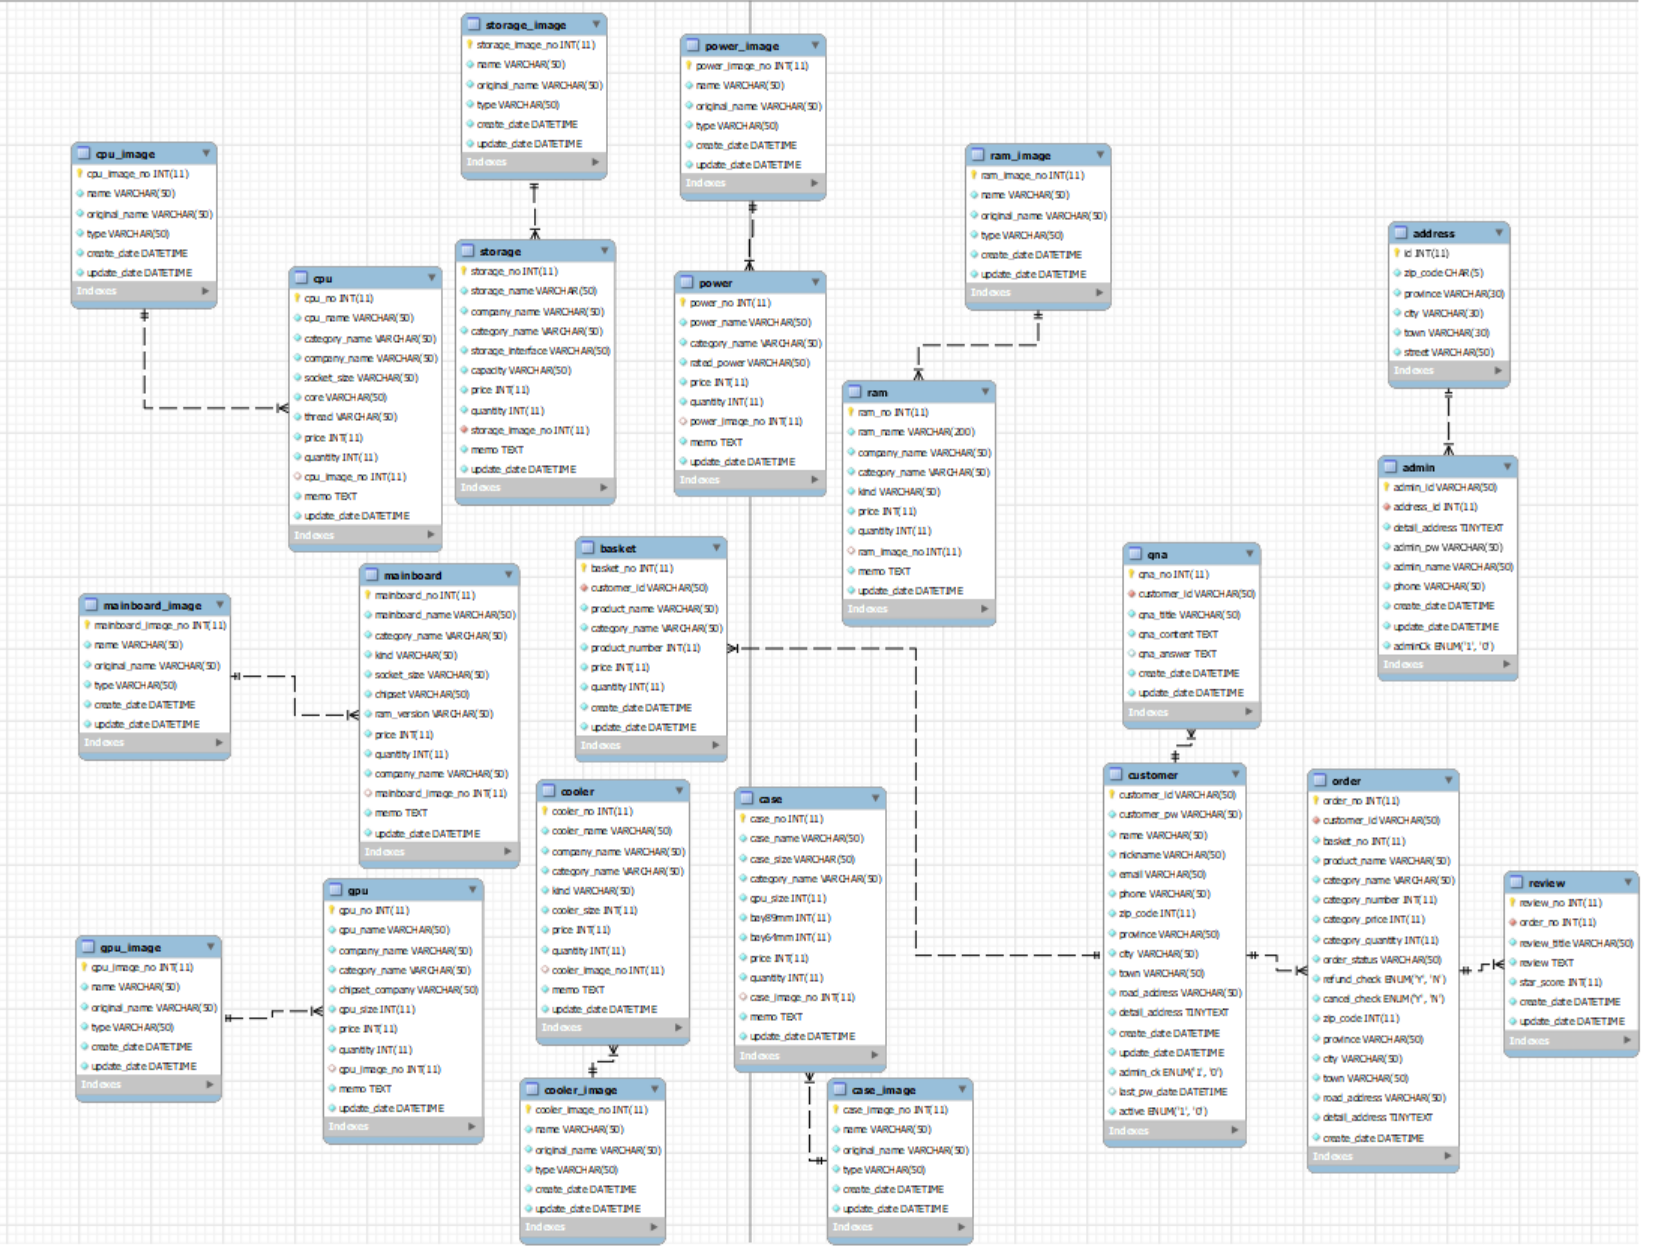 storage_image
storage_image_no INT(11)
name VARCHAR(50)
original_name VARCHAR(50)
type VARCHAR(50)
create_date DATETIME
update_date DATETIME
Indexes
power_image
power_image_no INT(11)
name VARCHAR(50)
original_name VARCHAR(50)
type VARCHAR(50)
create_date DATETIME
update_date DATETIME
Indexes
cpu_image
cpu_image_no INT(11)
name VARCHAR(50)
original_name VARCHAR(50)
type VARCHAR(50)
create_date DATETIME
update_date DATETIME
Indexes
ram_image
ram_image_no INT(11)
name VARCHAR(50)
original_name VARCHAR(50)
type VARCHAR(50)
create_date DATETIME
update_date DATETIME
Indexes
address
id INT(11)
zip_code CHAR(5)
province VARCHAR(30)
city VARCHAR(30)
town VARCHAR(30)
street VARCHAR(50)
Indexes
cpu
cpu_no INT(11)
cpu_name VARCHAR(50)
category_name VARCHAR(50)
company_name VARCHAR(50)
socket_size VARCHAR(50)
core VARCHAR(50)
thread VARCHAR(50)
price INT(11)
quantity INT(11)
cpu_image_no INT(11)
memo TEXT
update_date DATETIME
Indexes
storage
storage_no INT(11)
storage_name VARCHAR(50)
company_name VARCHAR(50)
category_name VARCHAR(50)
storage_interface VARCHAR(50)
capacity VARCHAR(50)
price INT(11)
quantity INT(11)
storage_image_no INT(11)
memo TEXT
update_date DATETIME
Indexes
power
power_no INT(11)
power_name VARCHAR(50)
category_name VARCHAR(50)
rated_power VARCHAR(50)
price INT(11)
quantity INT(11)
power_image_no INT(11)
memo TEXT
update_date DATETIME
Indexes
ram
ram_no INT(11)
ram_name VARCHAR(200)
company_name VARCHAR(50)
category_name VARCHAR(50)
kind VARCHAR(50)
price INT(11)
quantity INT(11)
ram_image_no INT(11)
memo TEXT
update_date DATETIME
Indexes
admin
admin_id VARCHAR(50)
address_id INT(11)
detail_address TINYTEXT
admin_pw VARCHAR(50)
admin_name VARCHAR(50)
phone VARCHAR(50)
create_date DATETIME
update_date DATETIME
adminCk ENUM('1', '0')
Indexes
mainboard_image
mainboard_image_no INT(11)
name VARCHAR(50)
original_name VARCHAR(50)
type VARCHAR(50)
create_date DATETIME
update_date DATETIME
Indexes
mainboard
mainboard_no INT(11)
mainboard_name VARCHAR(50)
category_name VARCHAR(50)
kind VARCHAR(50)
socket_size VARCHAR(50)
chipset VARCHAR(50)
ram_version VARCHAR(50)
price INT(11)
quantity INT(11)
company_name VARCHAR(50)
mainboard_image_no INT(11)
memo TEXT
update_date DATETIME
Indexes
basket
basket_no INT(11)
customer_id VARCHAR(50)
product_name VARCHAR(50)
category_name VARCHAR(50)
product_number INT(11)
price INT(11)
quantity INT(11)
create_date DATETIME
update_date DATETIME
Indexes
qna
qna_no INT(11)
customer_id VARCHAR(50)
qna_title VARCHAR(50)
qna_content TEXT
qna_answer TEXT
create_date DATETIME
update_date DATETIME
Indexes
gpu_image
gpu_image_no INT(11)
name VARCHAR(50)
original_name VARCHAR(50)
type VARCHAR(50)
create_date DATETIME
update_date DATETIME
Indexes
gpu
gpu_no INT(11)
gpu_name VARCHAR(50)
company_name VARCHAR(50)
category_name VARCHAR(50)
chipset_company VARCHAR(50)
gpu_size INT(11)
price INT(11)
quantity INT(11)
gpu_image_no INT(11)
memo TEXT
update_date DATETIME
Indexes
cooler
cooler_no INT(11)
cooler_name VARCHAR(50)
company_name VARCHAR(50)
category_name VARCHAR(50)
kind VARCHAR(50)
cooler_size INT(11)
price INT(11)
quantity INT(11)
cooler_image_no INT(11)
memo TEXT
update_date DATETIME
Indexes
case
case_no INT(11)
case_name VARCHAR(50)
case_size VARCHAR(50)
category_name VARCHAR(50)
gpu_size INT(11)
bay89mm INT(11)
bay64mm INT(11)
price INT(11)
quantity INT(11)
case_image_no INT(11)
memo TEXT
update_date DATETIME
Indexes
customer
customer_id VARCHAR(50)
customer_pw VARCHAR(50)
name VARCHAR(50)
nickname VARCHAR(50)
email VARCHAR(50)
phone VARCHAR(50)
zip_code INT(11)
province VARCHAR(50)
city VARCHAR(50)
town VARCHAR(50)
road_address VARCHAR(50)
detail_address TINYTEXT
create_date DATETIME
update_date DATETIME
admin_ck ENUM('1', '0')
last_pw_date DATETIME
active ENUM('1', '0')
Indexes
order
order_no INT(11)
customer_id VARCHAR(50)
basket_no INT(11)
product_name VARCHAR(50)
category_name VARCHAR(50)
category_number INT(11)
category_price INT(11)
category_quantity INT(11)
order_status VARCHAR(50)
refund_check ENUM('Y', 'N')
cancel_check ENUM('Y', 'N')
zip_code INT(11)
province VARCHAR(50)
city VARCHAR(50)
town VARCHAR(50)
road_address VARCHAR(50)
detail_address TINYTEXT
create_date DATETIME
Indexes
review
review_no INT(11)
order_no INT(11)
review_title VARCHAR(50)
review TEXT
star_score INT(11)
create_date DATETIME
update_date DATETIME
Indexes
cooler_image
cooler_image_no INT(11)
name VARCHAR(50)
original_name VARCHAR(50)
type VARCHAR(50)
create_date DATETIME
update_date DATETIME
Indexes
case_image
case_image_no INT(11)
name VARCHAR(50)
original_name VARCHAR(50)
type VARCHAR(50)
create_date DATETIME
update_date DATETIME
Indexes